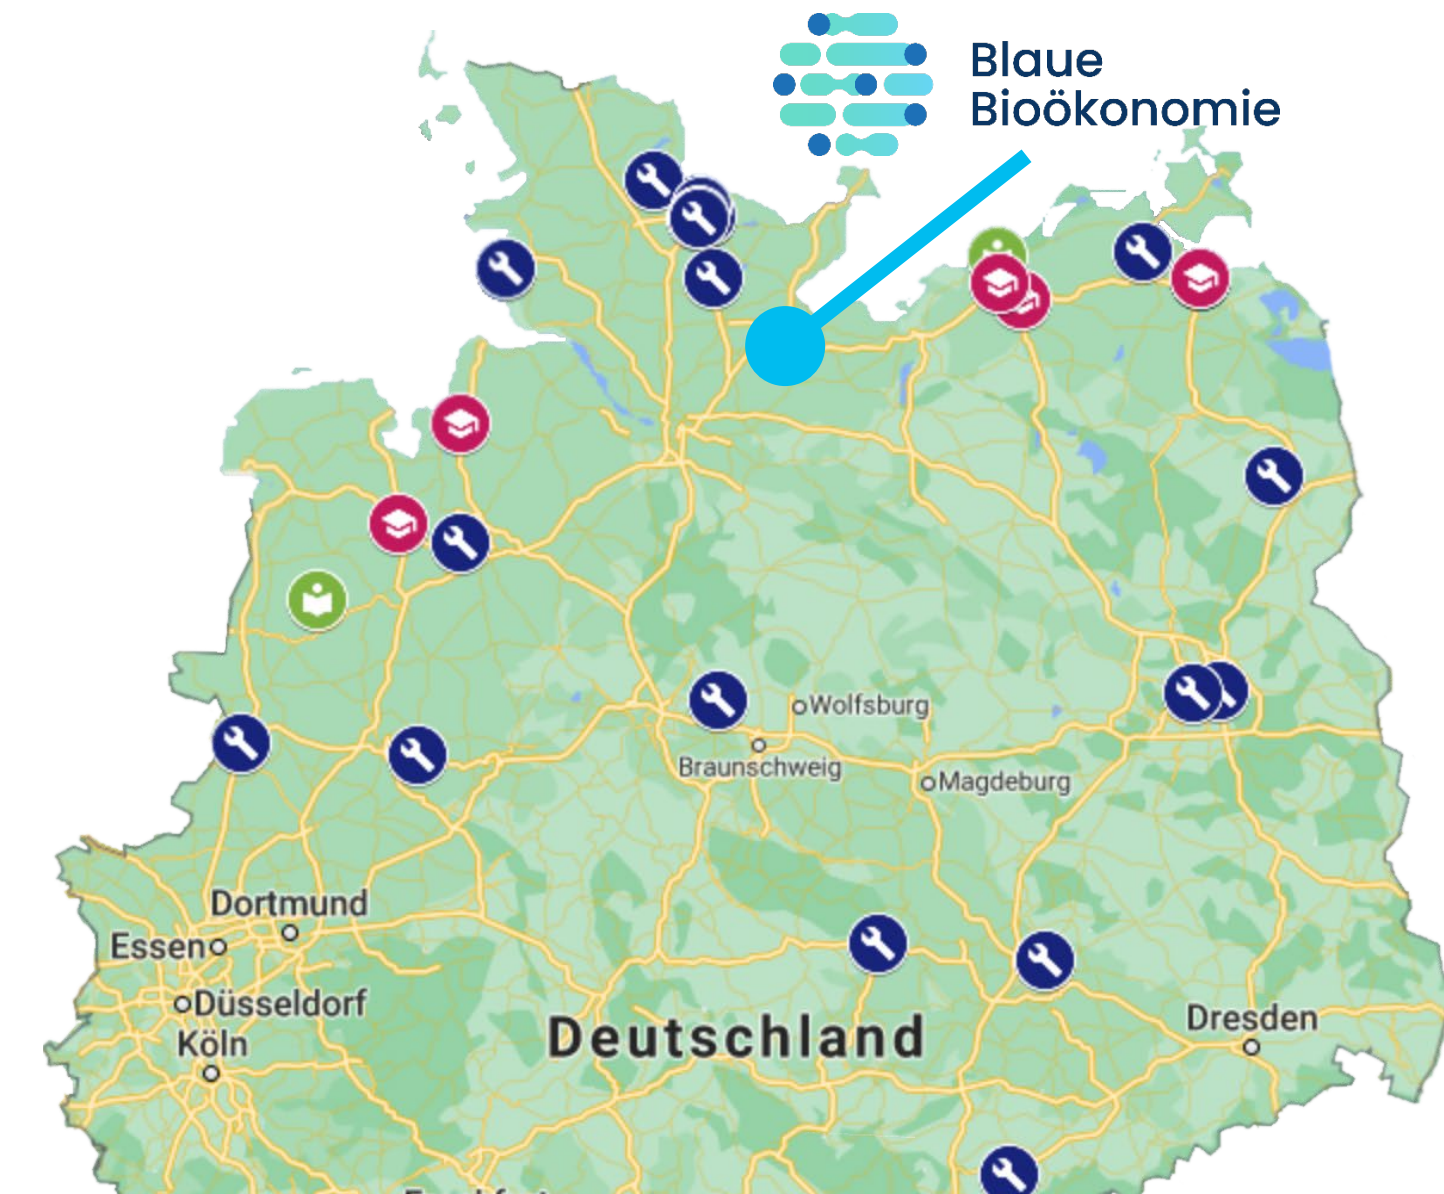 Blaue
Bioökonomie
Wolfsburg
Braunschweig
Magdeburg
Dortmund
Essen
Düsseldorf
Köln
Deutschland
Dresden